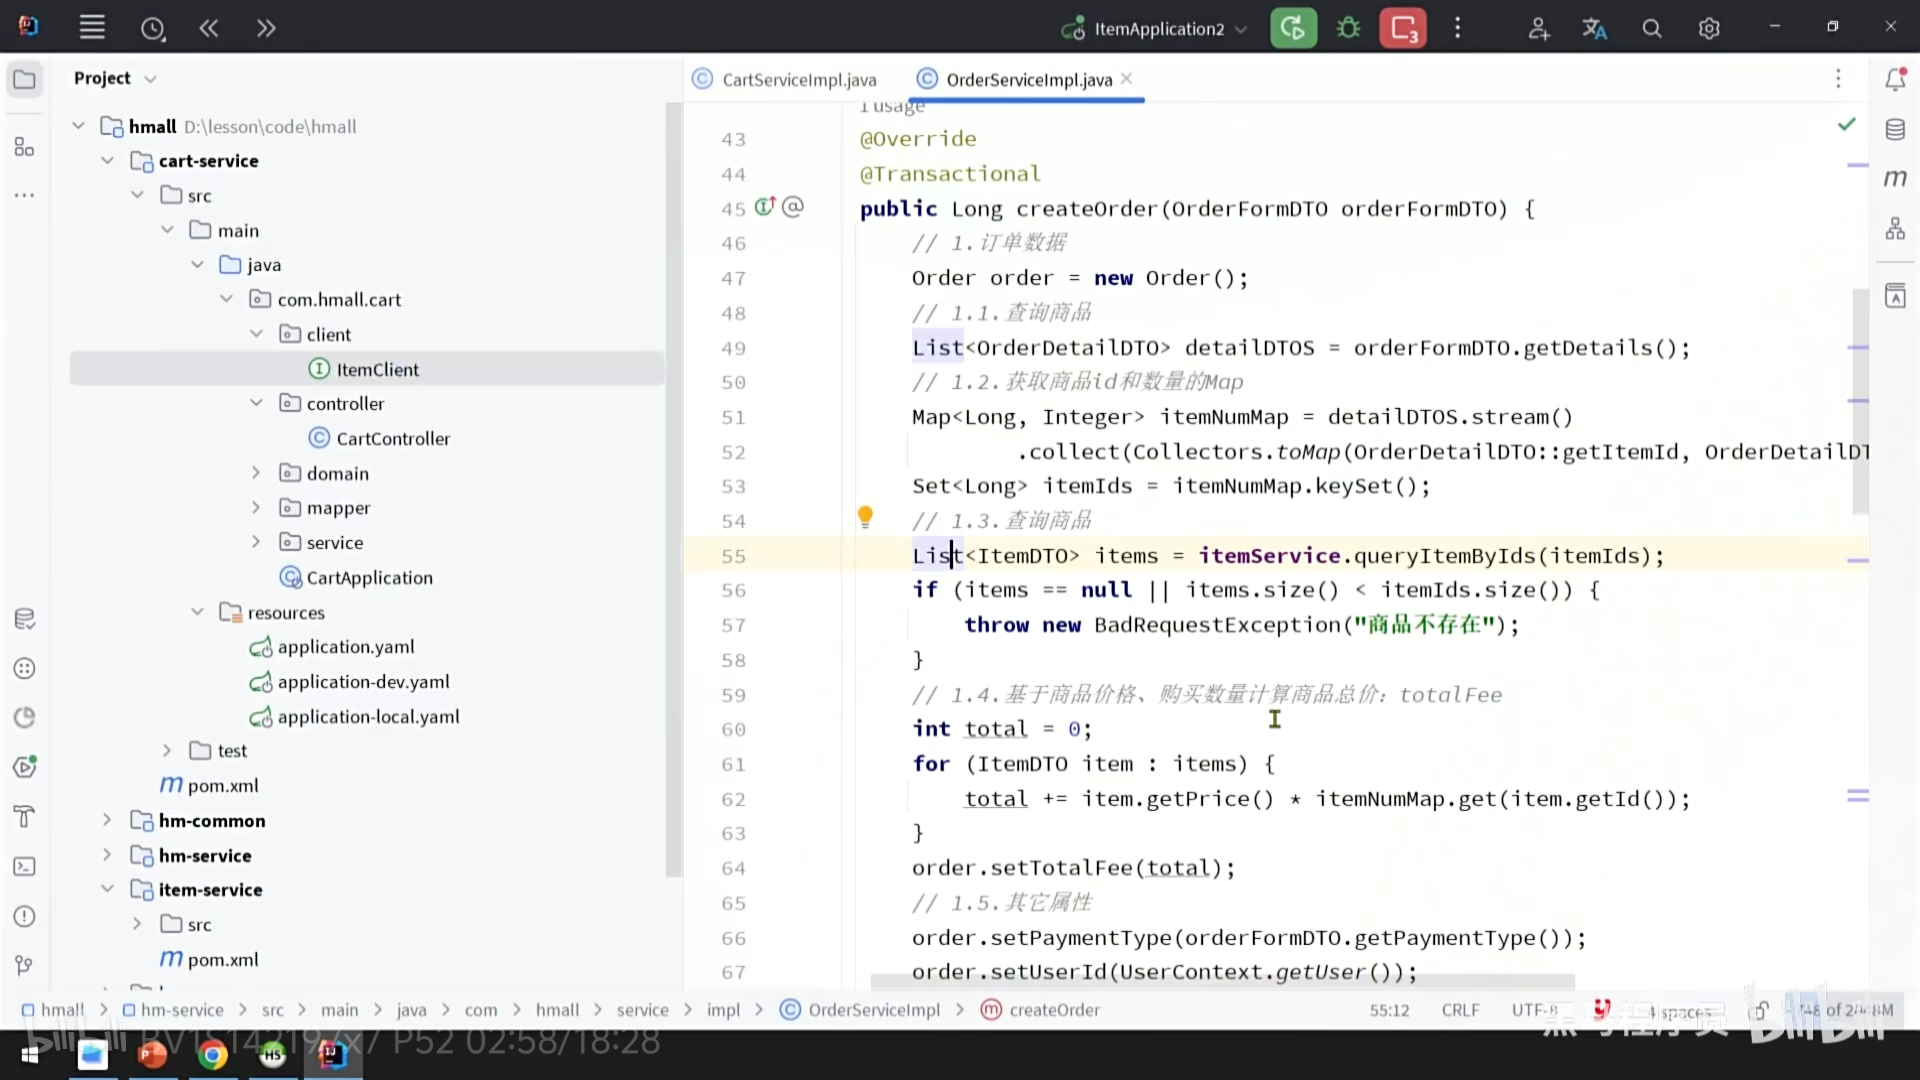 ItemApplication2
3
Project
CartServiceImpl.java
OrderServiceImpl.java
hmall D:\lesson\code\hmall
cart-service
src
main
java
com.hmall.cart
client
ItemClient
controller
CartController
domain
mapper
service
CartApplication
resources
application.yaml
application-dev.yaml
application-local.yaml
test
pom.xml
hm-common
hm-service
item-service
src
pom.xml
1 usage
43 @Override
44 @Transactional
45 public Long createOrder(OrderFormDTO orderFormDTO) {
46 // 1.订单数据
47 Order order = new Order();
48 // 1.1.查询商品
49 List<OrderDetailDTO> detailDTOS = orderFormDTO.getDetails();
50 // 1.2.获取商品id和数量的Map
51 Map<Long, Integer> itemNumMap = detailDTOS.stream()
52 .collect(Collectors.toMap(OrderDetailDTO::getItemId, OrderDetailDT
53 Set<Long> itemIds = itemNumMap.keySet();
54 // 1.3.查询商品
55 List<ItemDTO> items = itemService.queryItemByIds(itemIds);
56 if (items == null || items.size() < itemIds.size()) {
57 throw new BadRequestException("商品不存在");
58 }
59 // 1.4.基于商品价格、购买数量计算商品总价：totalFee
60 int total = 0;
61 for (ItemDTO item : items) {
62 total += item.getPrice() * itemNumMap.get(item.getId());
63 }
64 order.setTotalFee(total);
65 // 1.5.其它属性
66 order.setPaymentType(orderFormDTO.getPaymentType());
67 order.setUserId(UserContext.getUser());
hmall > hm-service > src > main > java > com > hmall > service > impl > OrderServiceImpl > createOrder
55:12 CRLF UTF-8 4 spaces
黑马程序员 bilibili
bilibili P52 02:58/18:28